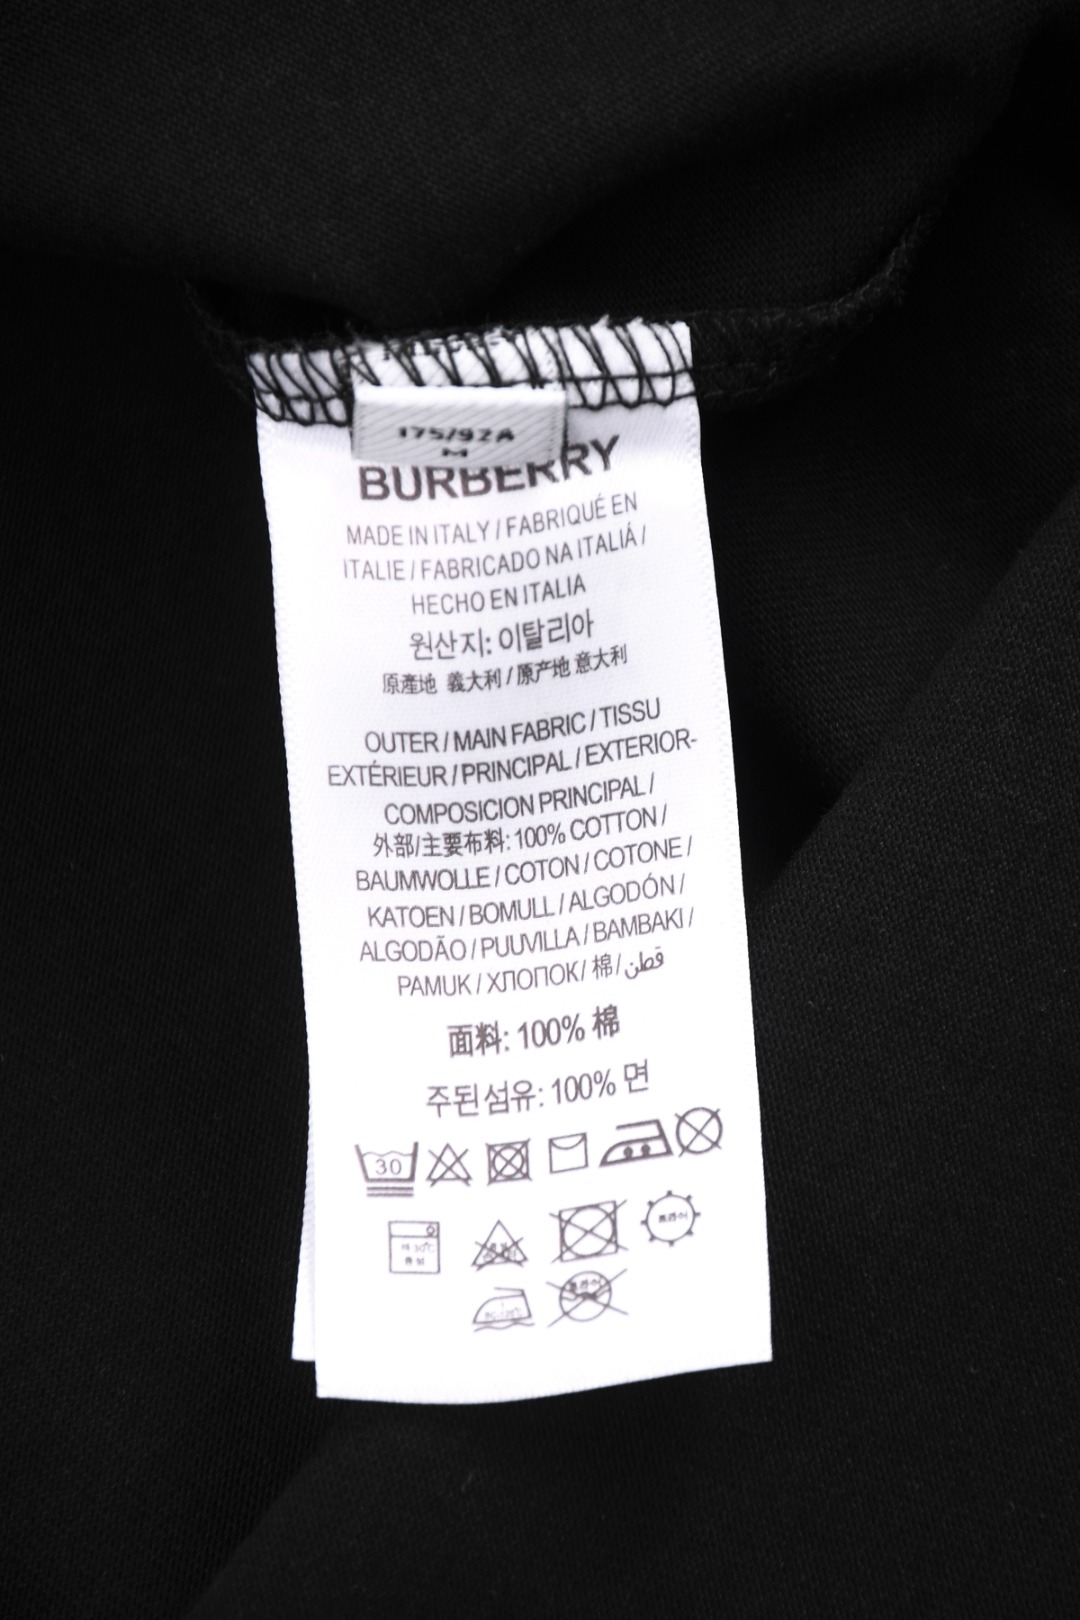 175/92A
M
BURBERRY
MADE IN ITALY / FABRIQUÉ EN
ITALIE / FABRICADO NA ITALIÁ /
HECHO EN ITALIA
원산지: 이탈리아
原產地 義大利 / 原产地 意大利
OUTER / MAIN FABRIC / TISSU
EXTÉRIEUR / PRINCIPAL / EXTERIOR-
COMPOSICION PRINCIPAL /
外部/主要布料: 100% COTTON /
BAUMWOLLE / COTON / COTONE /
KATOEN / BOMULL / ALGODÓN /
ALGODÃO / PUUVILLA / BAMBAKI /
PAMUK / ХЛОПОК/ 棉/ قطن
面料: 100% 棉
주된섬유: 100% 면
30